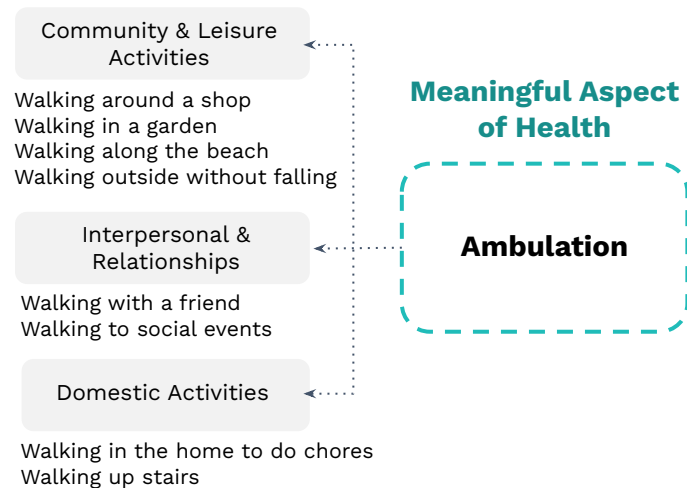 Community & Leisure
Activities
Walking around a shop
Walking in a garden
Walking along the beach
Walking outside without falling
Interpersonal &
Relationships
Walking with a friend
Walking to social events
Domestic Activities
Walking in the home to do chores
Walking up stairs
Meaningful Aspect
of Health
Ambulation